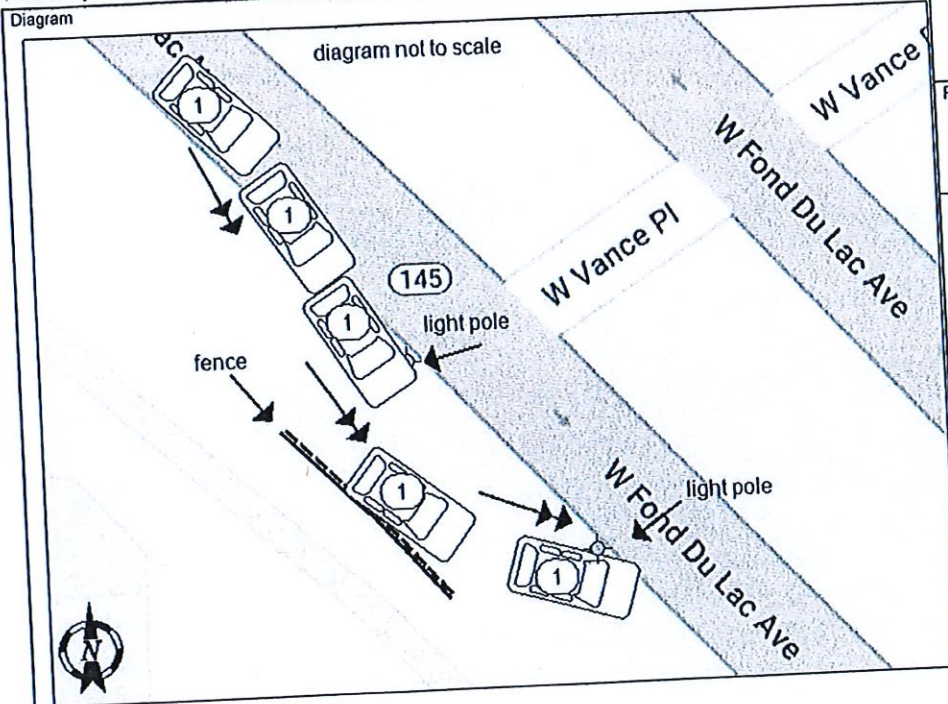 Diagram
diagram not to scale
W Vance
W Fond Du Lac Ave
W Vance Pl
145
light pole
fence
light pole
W Fond Du Lac Ave
1
1
1
1
1
N